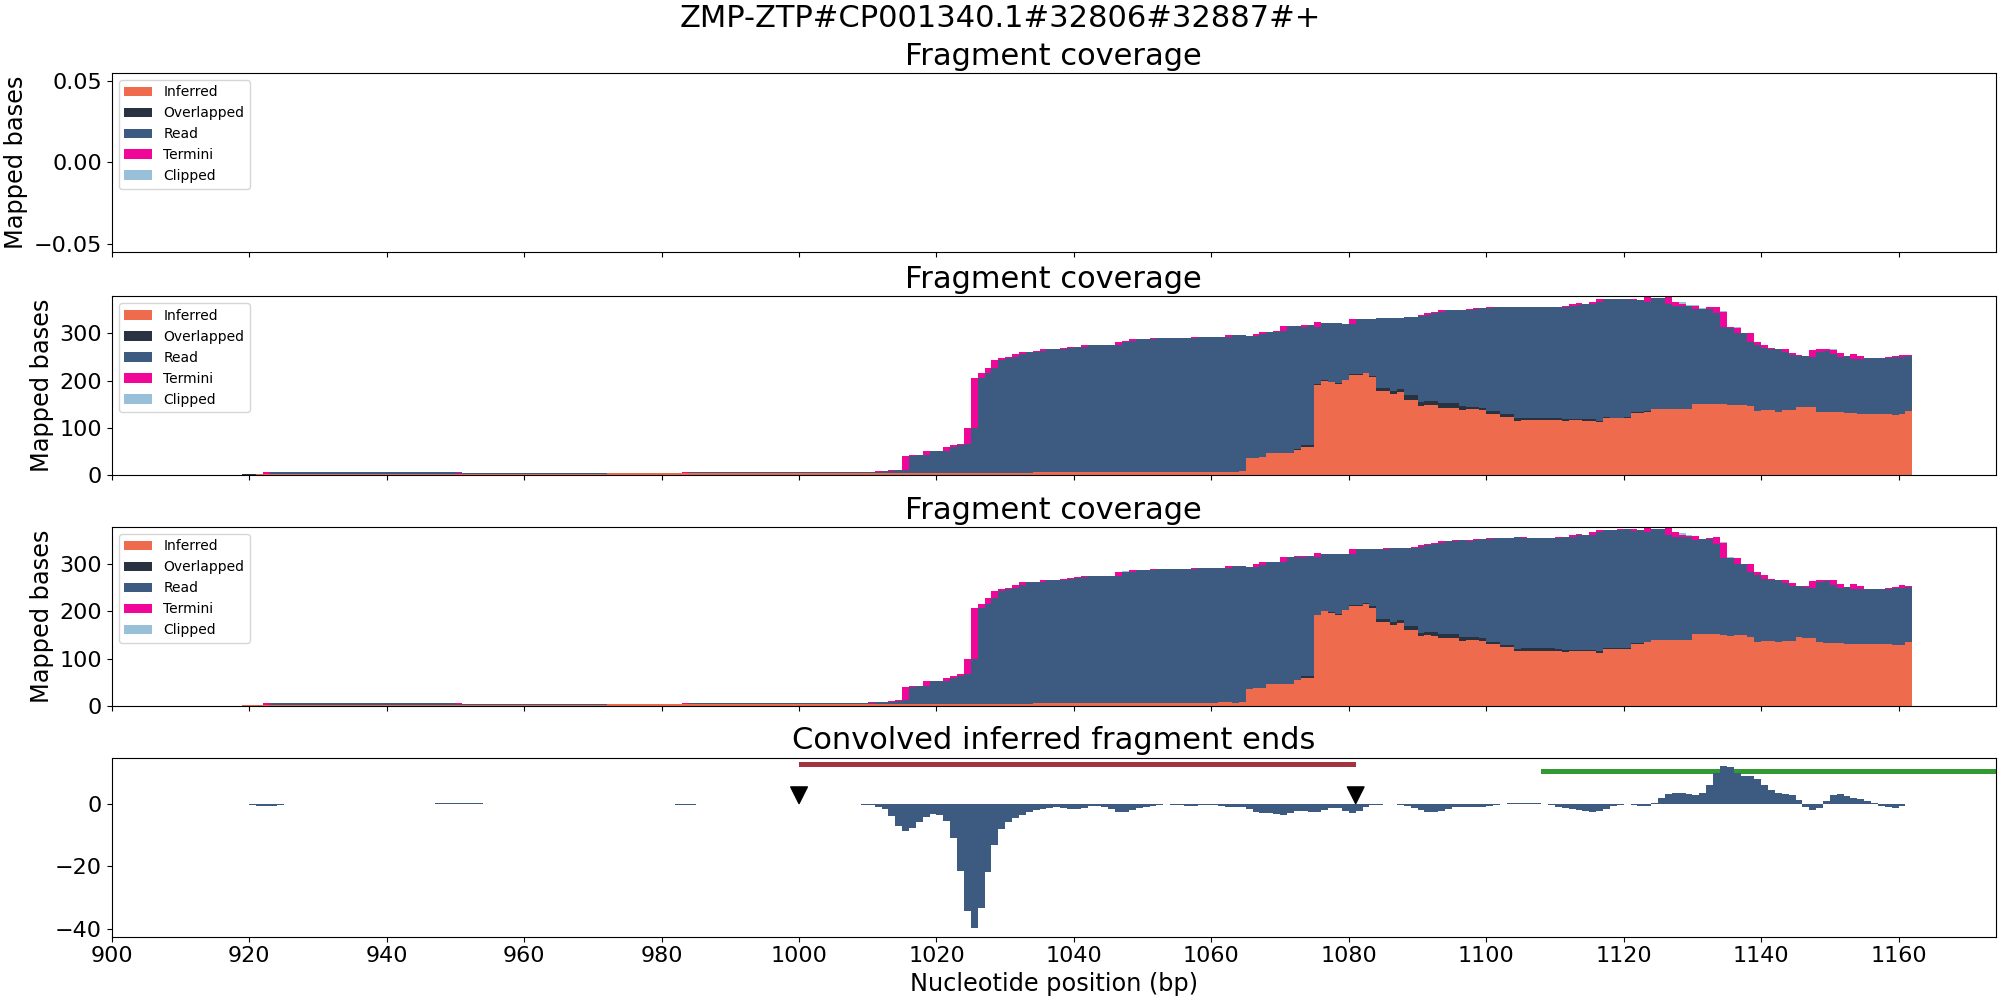 ZMP-ZTP#CP001340.1#32806#32887#+
Fragment coverage
Mapped bases
0.05
0.00
−0.05
Inferred
Overlapped
Read
Termini
Clipped
Fragment coverage
Mapped bases
300
200
100
0
Inferred
Overlapped
Read
Termini
Clipped
Fragment coverage
Mapped bases
300
200
100
0
Inferred
Overlapped
Read
Termini
Clipped
Convolved inferred fragment ends
0
−20
−40
900 920 940 960 980 1000 1020 1040 1060 1080 1100 1120 1140 1160
Nucleotide position (bp)